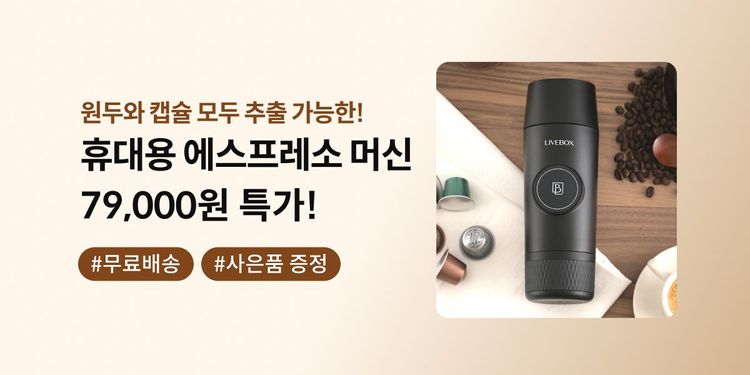 원두와 캡슐 모두 추출 가능한!
휴대용 에스프레소 머신
79,000원 특가!
#무료배송 #사은품 증정
LIVEBOX